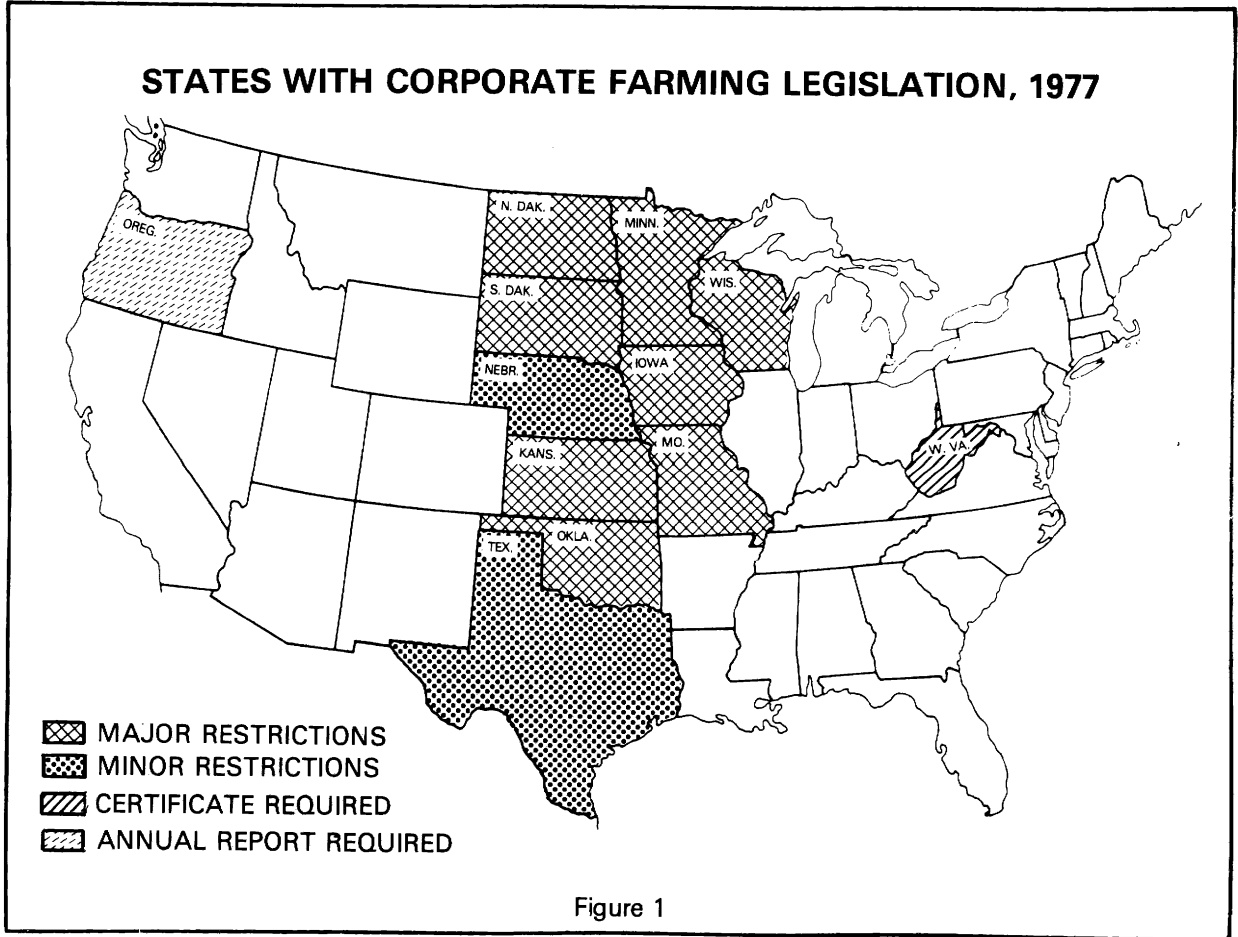 STATES WITH CORPORATE FARMING LEGISLATION, 1977
OREG.
N. DAK.
MINN.
S. DAK.
WIS.
NEBR.
IOWA
KANS.
MO.
W. VA.
TEX.
OKLA.
MAJOR RESTRICTIONS
MINOR RESTRICTIONS
CERTIFICATE REQUIRED
ANNUAL REPORT REQUIRED
Figure 1